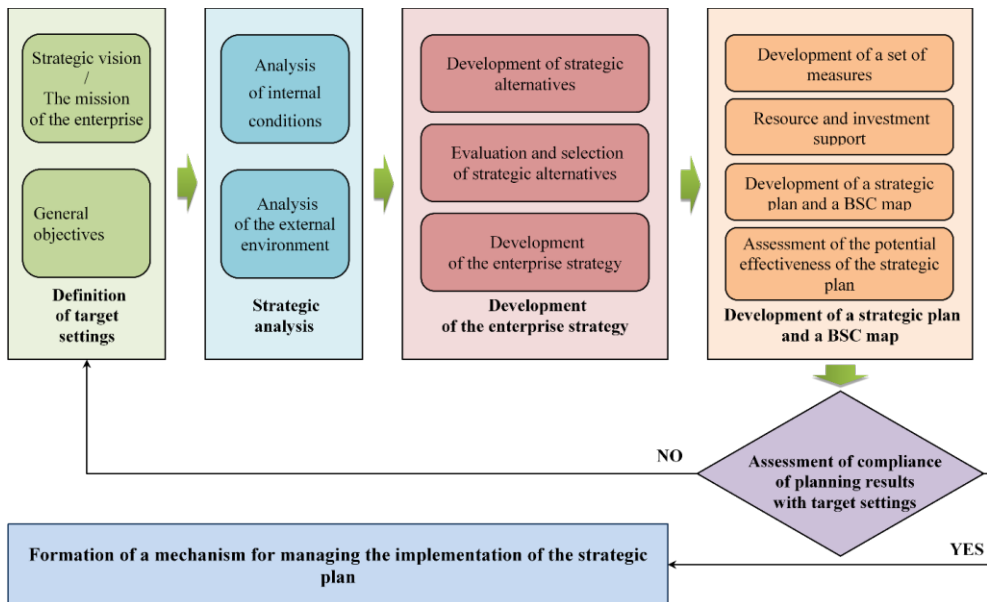 Strategic vision
/
The mission
of the enterprise
General
objectives
Definition
of target
settings
Analysis
of internal
conditions
Analysis
of the external
environment
Strategic
analysis
Development of strategic
alternatives
Evaluation and selection
of strategic alternatives
Development
of the enterprise strategy
Development
of the enterprise strategy
Development of a set of
measures
Resource and investment
support
Development of a strategic
plan and a BSC map
Assessment of the potential
effectiveness of the strategic
plan
Development of a strategic plan
and a BSC map
NO
Assessment of compliance
of planning results
with target settings
YES
Formation of a mechanism for managing the implementation of the strategic
plan